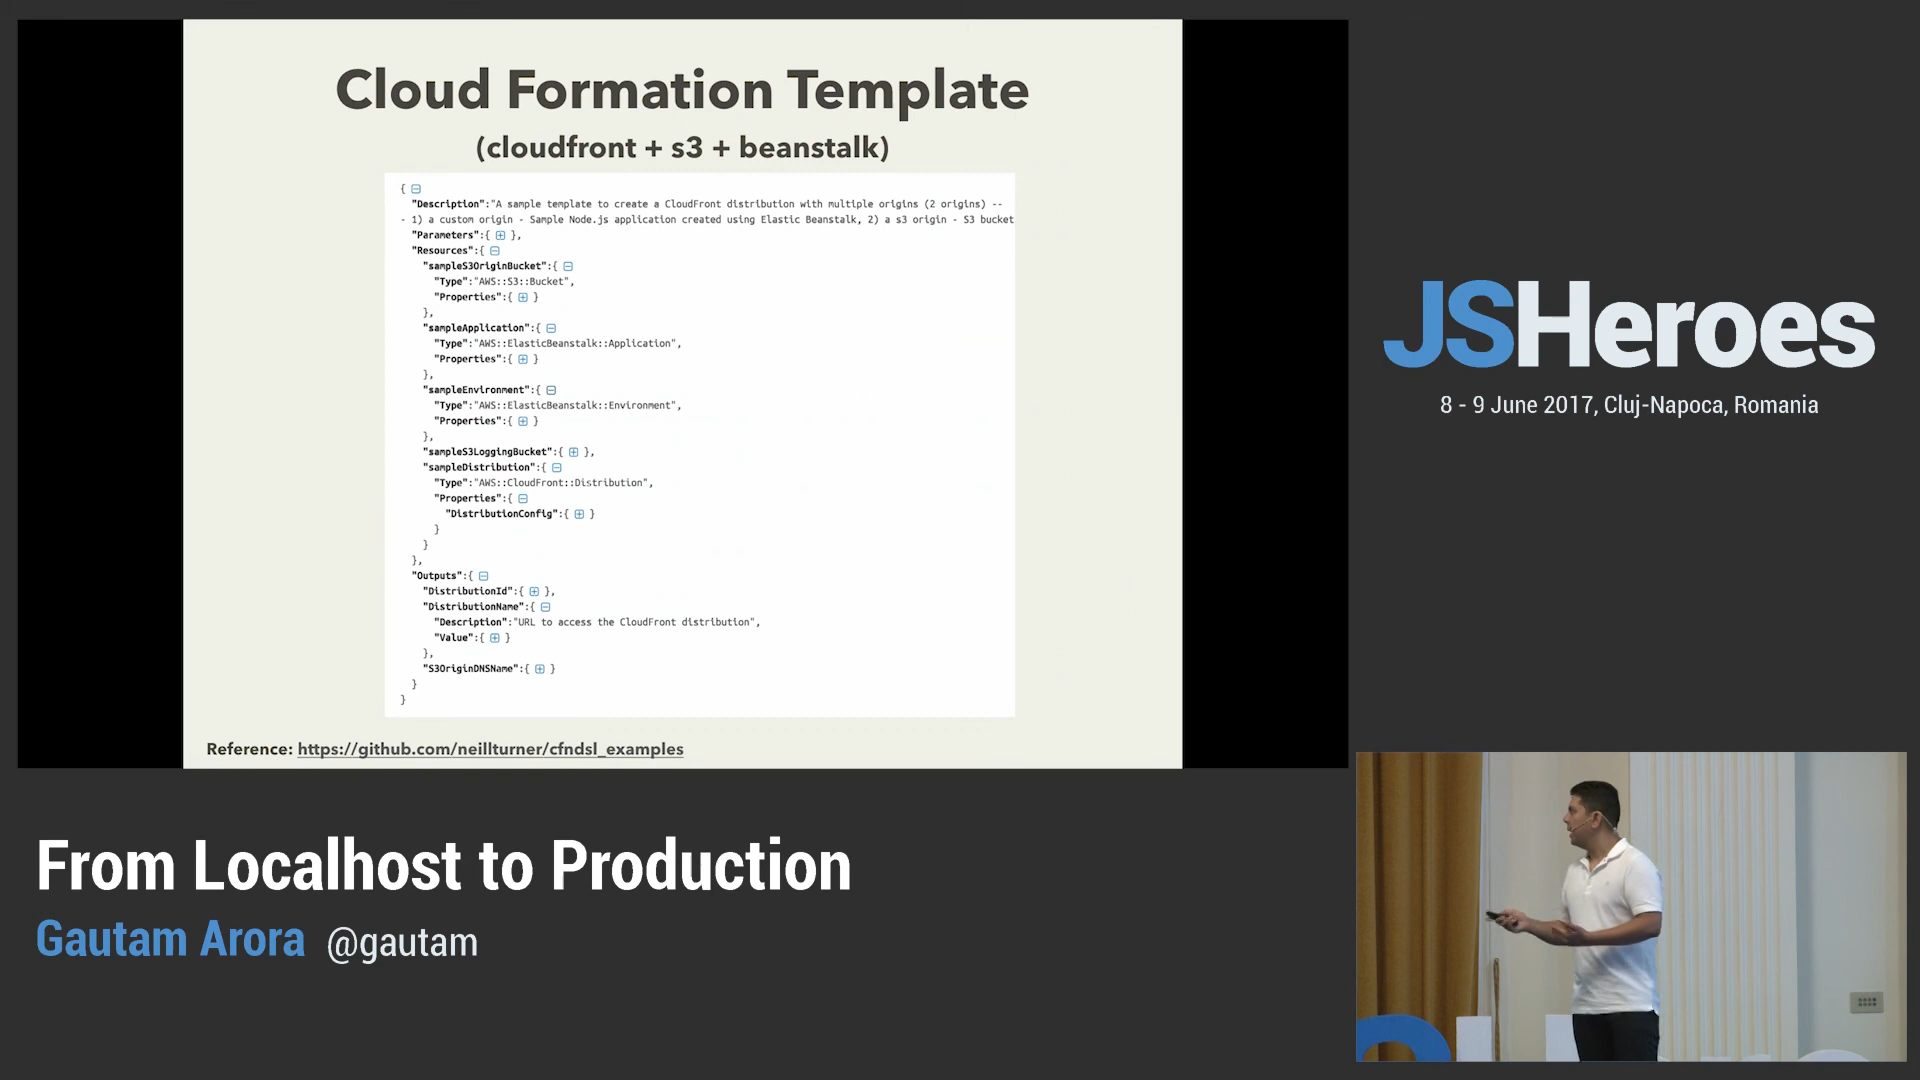 Cloud Formation Template
(cloudfront + s3 + beanstalk)
{
"Description":"A sample template to create a CloudFront distribution with multiple origins (2 origins) --
- 1) a custom origin - Sample Node.js application created using Elastic Beanstalk, 2) a s3 origin - S3 bucket
"Parameters":{ },
"Resources":{
"sampleS3OriginBucket":{
"Type":"AWS::S3::Bucket",
"Properties":{ }
},
"sampleApplication":{
"Type":"AWS::ElasticBeanstalk::Application",
"Properties":{ }
},
"sampleEnvironment":{
"Type":"AWS::ElasticBeanstalk::Environment",
"Properties":{ }
},
"sampleS3LoggingBucket":{ },
"sampleDistribution":{
"Type":"AWS::CloudFront::Distribution",
"Properties":{
"DistributionConfig":{ }
}
}
},
"Outputs":{
"DistributionId":{ },
"DistributionName":{
"Description":"URL to access the CloudFront distribution",
"Value":{ }
},
"S3OriginDNSName":{ }
}
}
Reference: https://github.com/neillturner/cfndsl_examples
JSHeroes
8 - 9 June 2017, Cluj-Napoca, Romania
From Localhost to Production
Gautam Arora @gautam